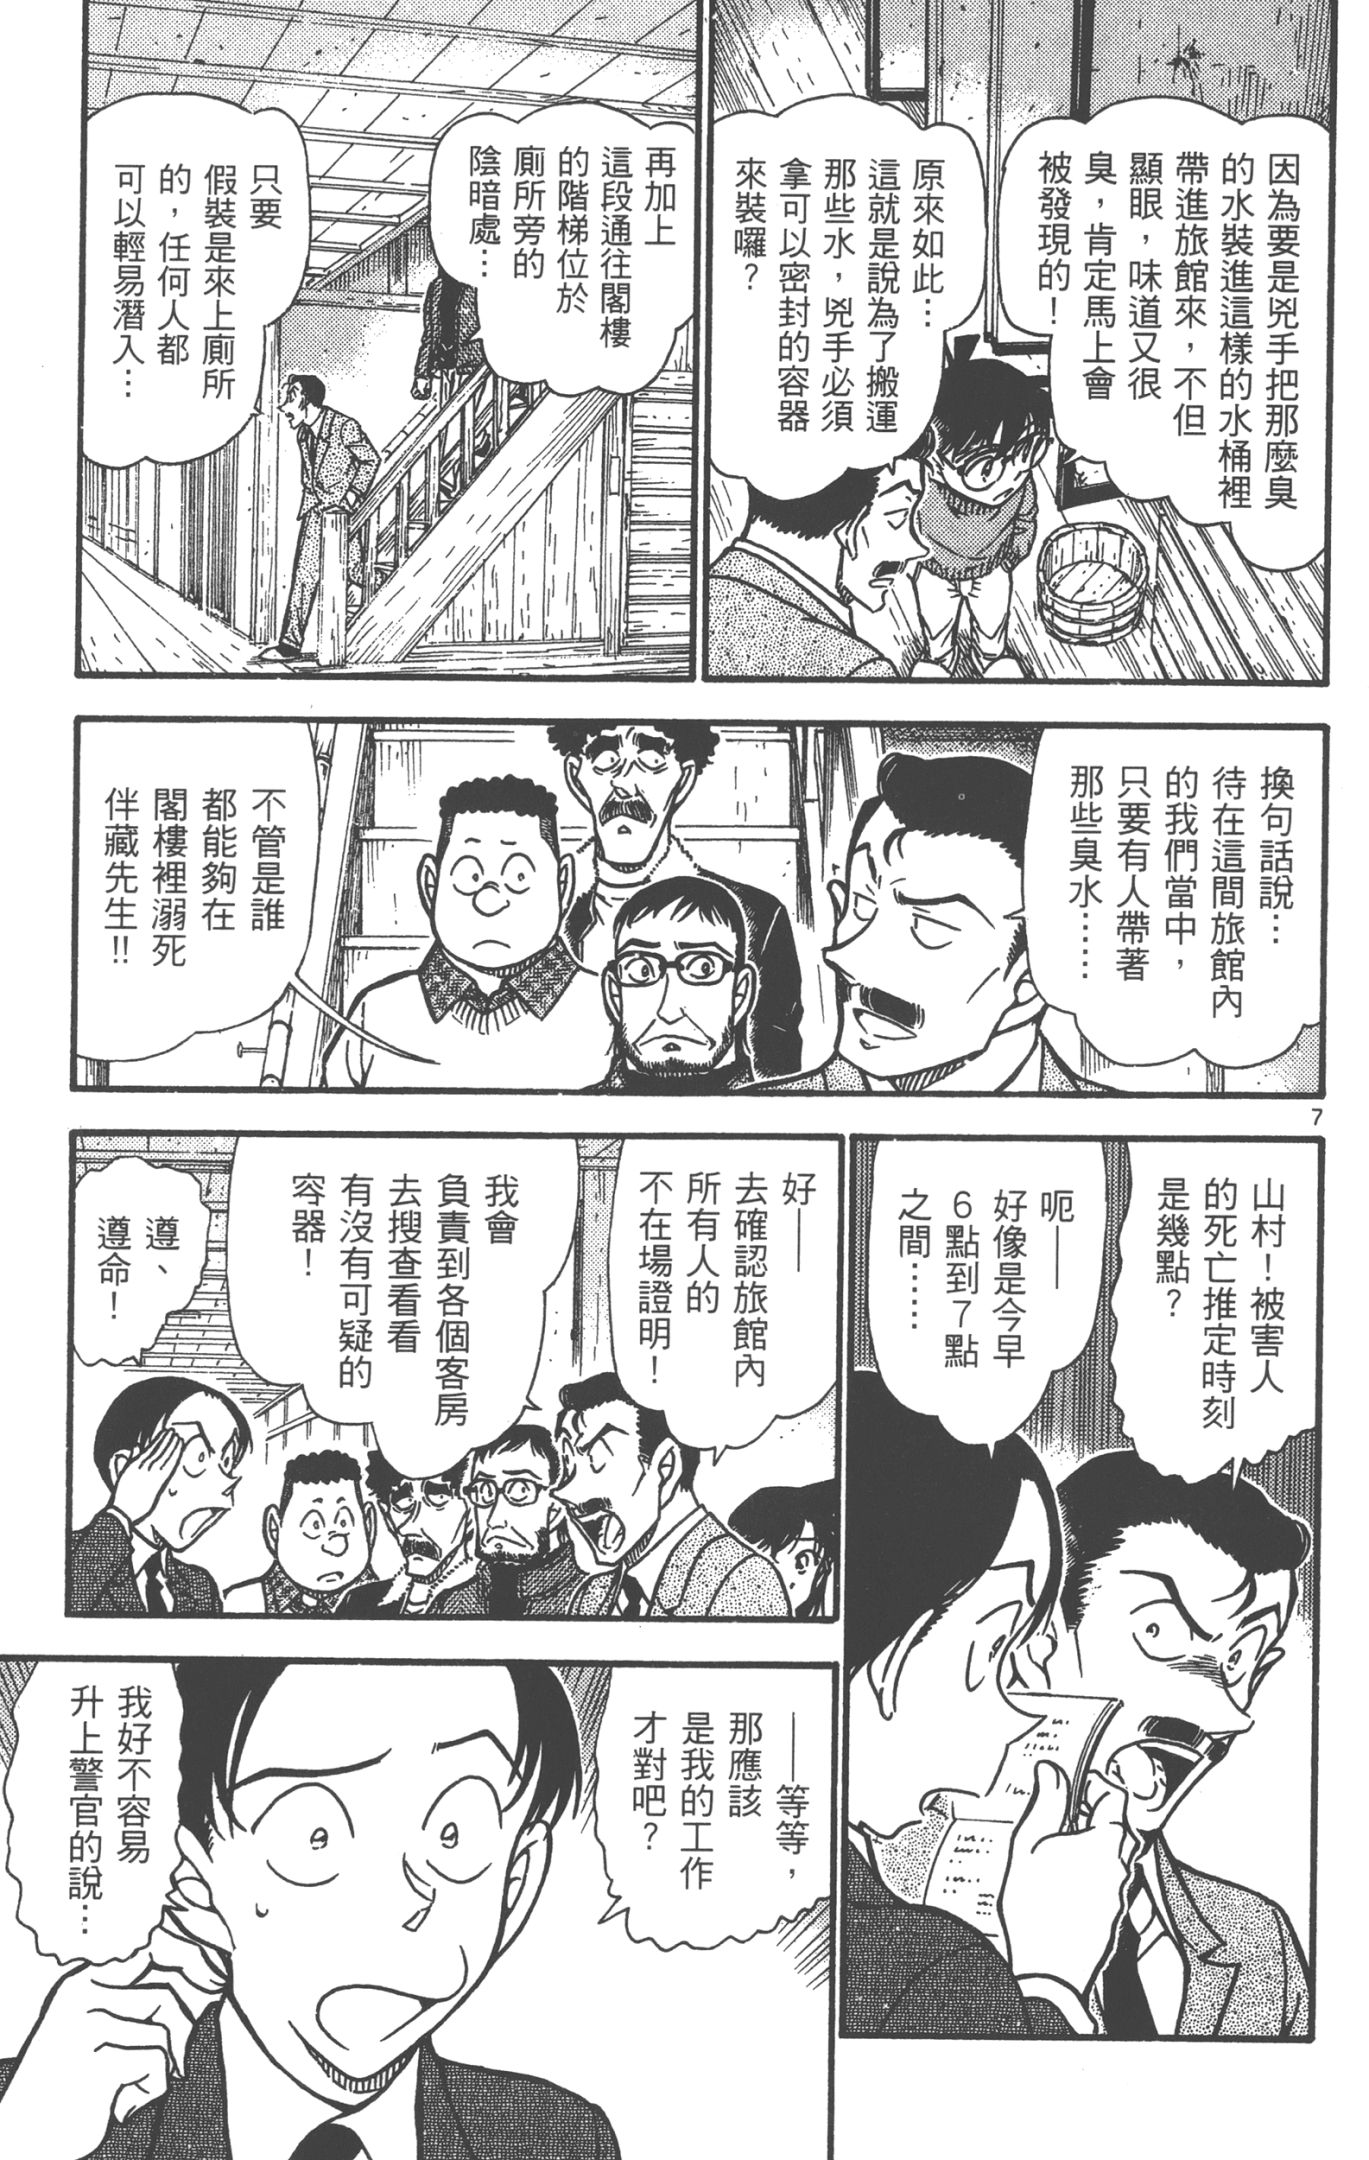 因為要是兇手把那麼臭
的水裝進這樣的水桶裡
帶進旅館來，不但
顯眼，味道又很
臭，肯定馬上會
被發現的！
原來如此…
這就是說為了搬運
那些水，兇手必須
拿可以密封的容器
來裝囉？
再加上
這段通往閣樓
的階梯位於
廁所旁的
陰暗處…
只要
假裝是來上廁所
的，任何人都
可以輕易潛入…
換句話說…
待在這間旅館內
的我們當中，
只要有人帶著
那些臭水……
不管是誰
都能夠在
閣樓裡溺死
伴藏先生!!
7
山村！被害人
的死亡推定時刻
是幾點？
呃——
好像是今早
6點到7點
之間……
好——
去確認旅館內
所有人的
不在場證明！
我會
負責到各個客房
去搜查看看
有沒有可疑的
容器！
遵、
遵命！
——等等，
那應該
是我的工作
才對吧？
我好不容易
升上警官的說…